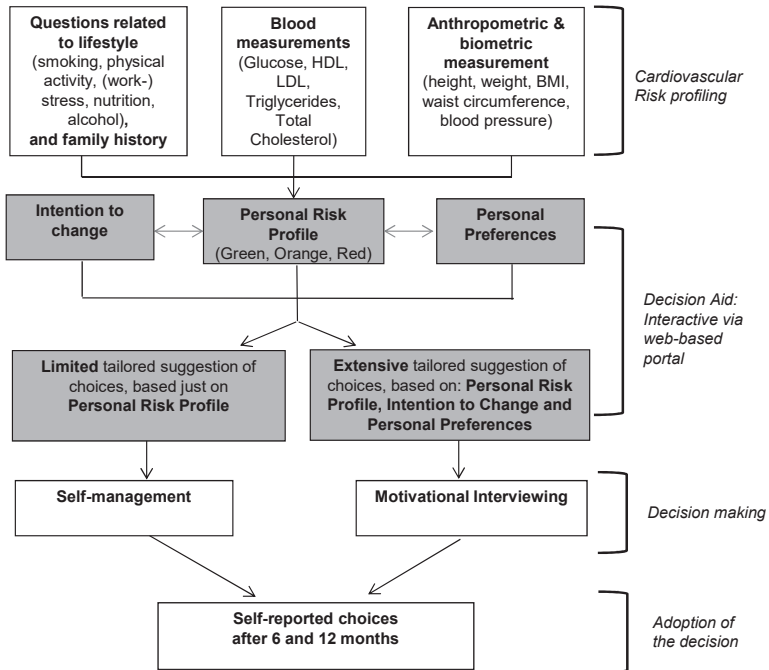 Questions related
to lifestyle
(smoking, physical
activity, (work-)
stress, nutrition,
alcohol),
and family history
Blood
measurements
(Glucose, HDL,
LDL,
Triglycerides,
Total
Cholesterol)
Anthropometric &
biometric
measurement
(height, weight, BMI,
waist circumference,
blood pressure)
Cardiovascular
Risk profiling
Intention to
change
Personal Risk
Profile
(Green, Orange, Red)
Personal
Preferences
Decision Aid:
Interactive via
web-based
portal
Limited tailored suggestion of
choices, based just on
Personal Risk Profile
Extensive tailored suggestion of
choices, based on: Personal Risk
Profile, Intention to Change and
Personal Preferences
Self-management
Motivational Interviewing
Decision making
Self-reported choices
after 6 and 12 months
Adoption of
the decision